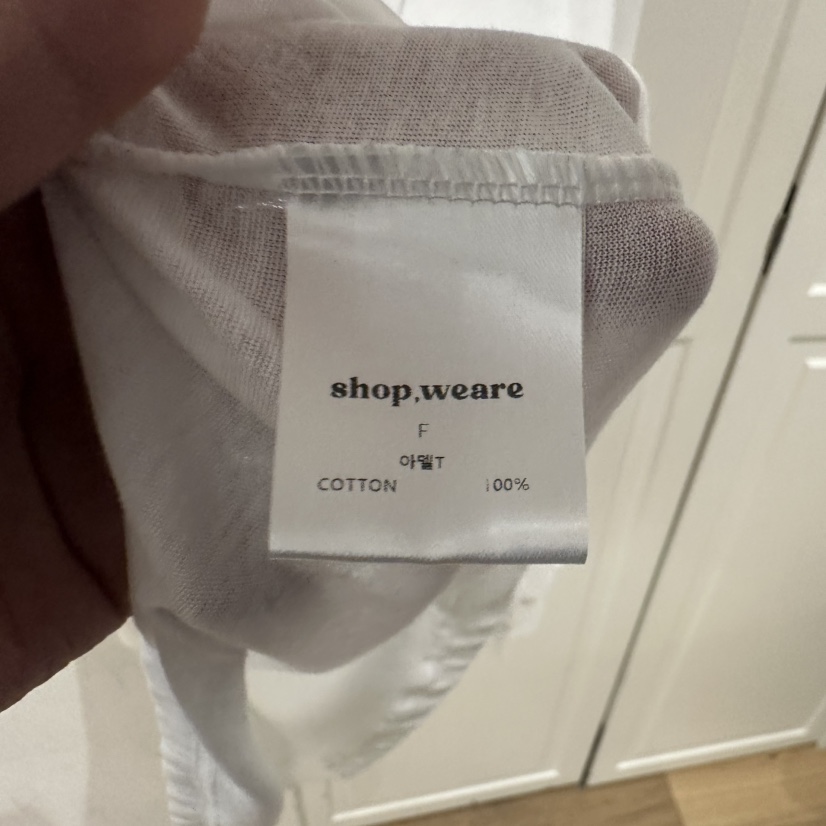 shop,weare
F
아델T
COTTON 100%